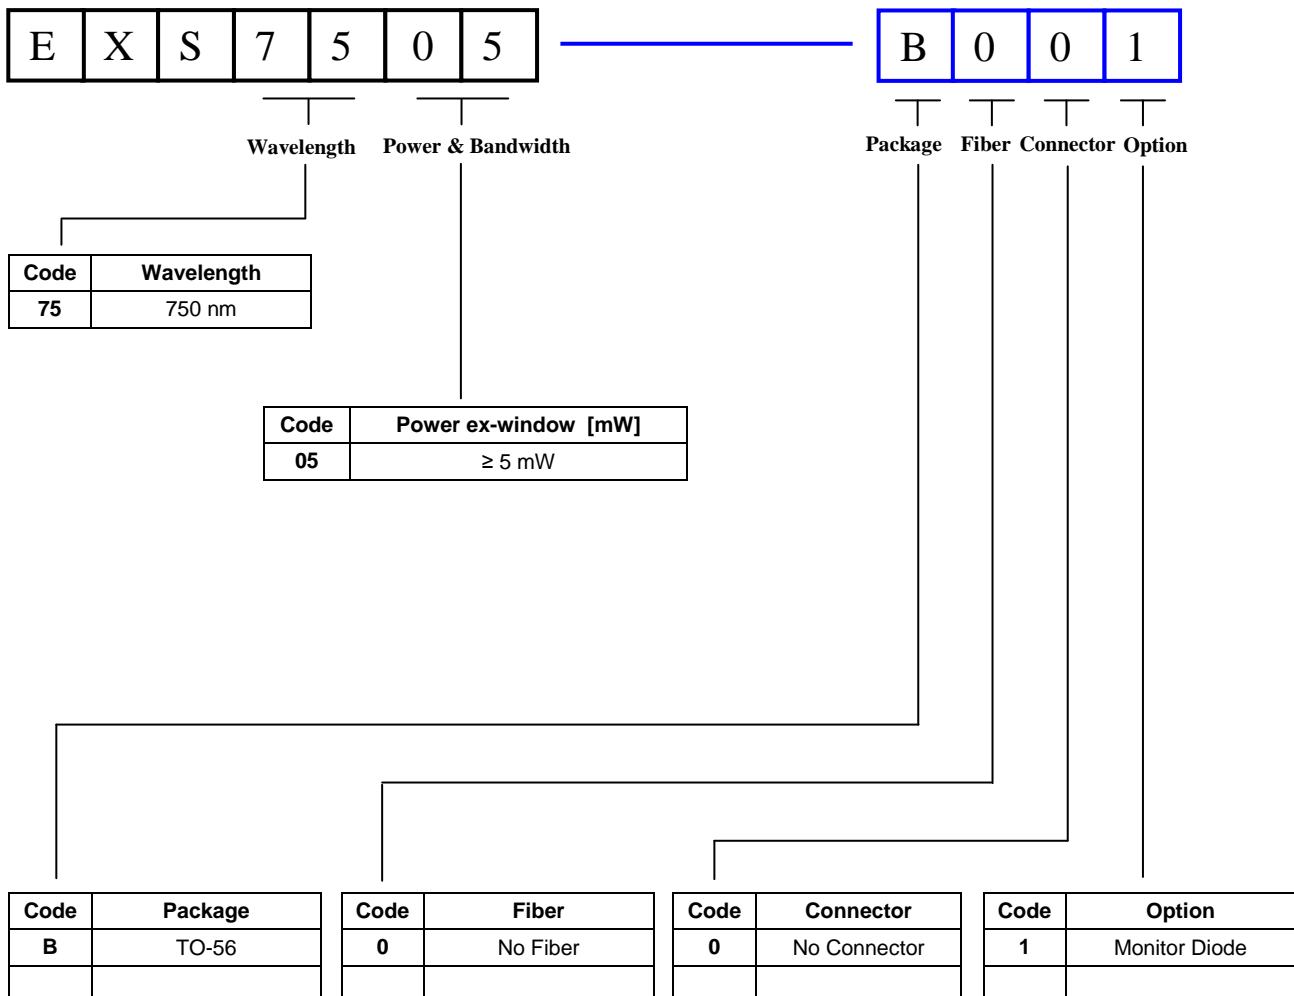 E X S 7 5 0 5 B 0 0 1
Wavelength Power & Bandwidth Package Fiber Connector Option
Code Wavelength
75 750 nm
Code Power ex-window [mW]
05 ≥ 5 mW
Code Package Code Fiber Code Connector Code Option
B TO-56 0 No Fiber 0 No Connector 1 Monitor Diode